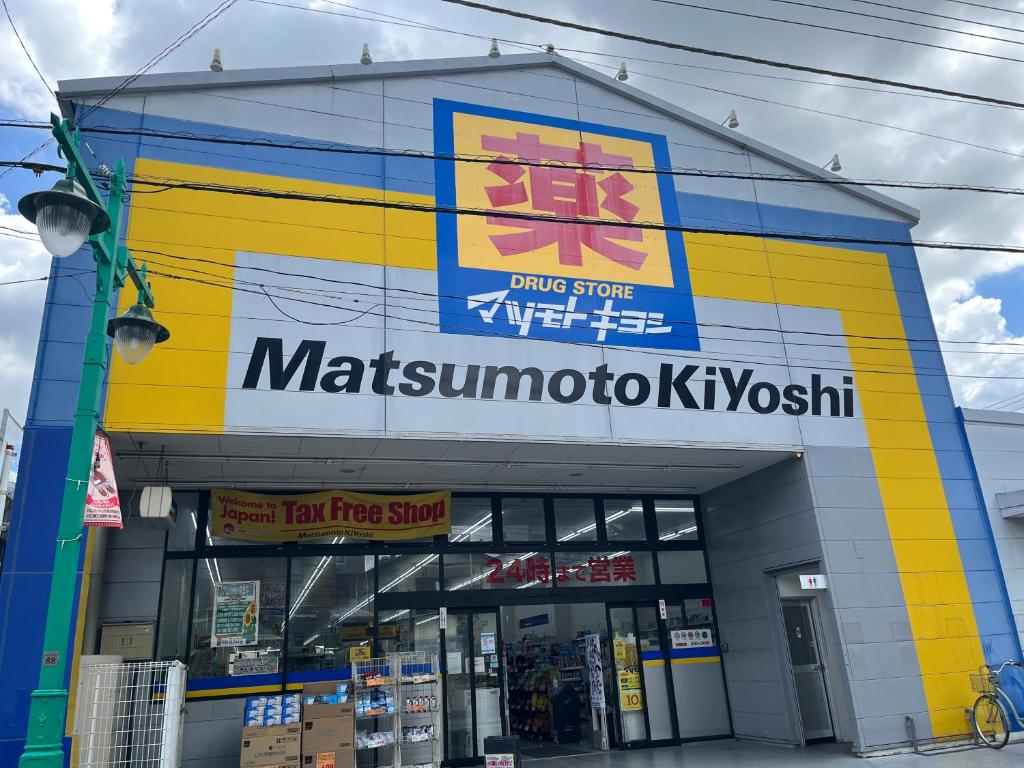 薬
DRUG STORE
マツモトキヨシ
MatsumotoKiYoshi
Welcome to
Japan! Tax Free Shop
MatsumotoKiYoshi
24時まで営業
10
68